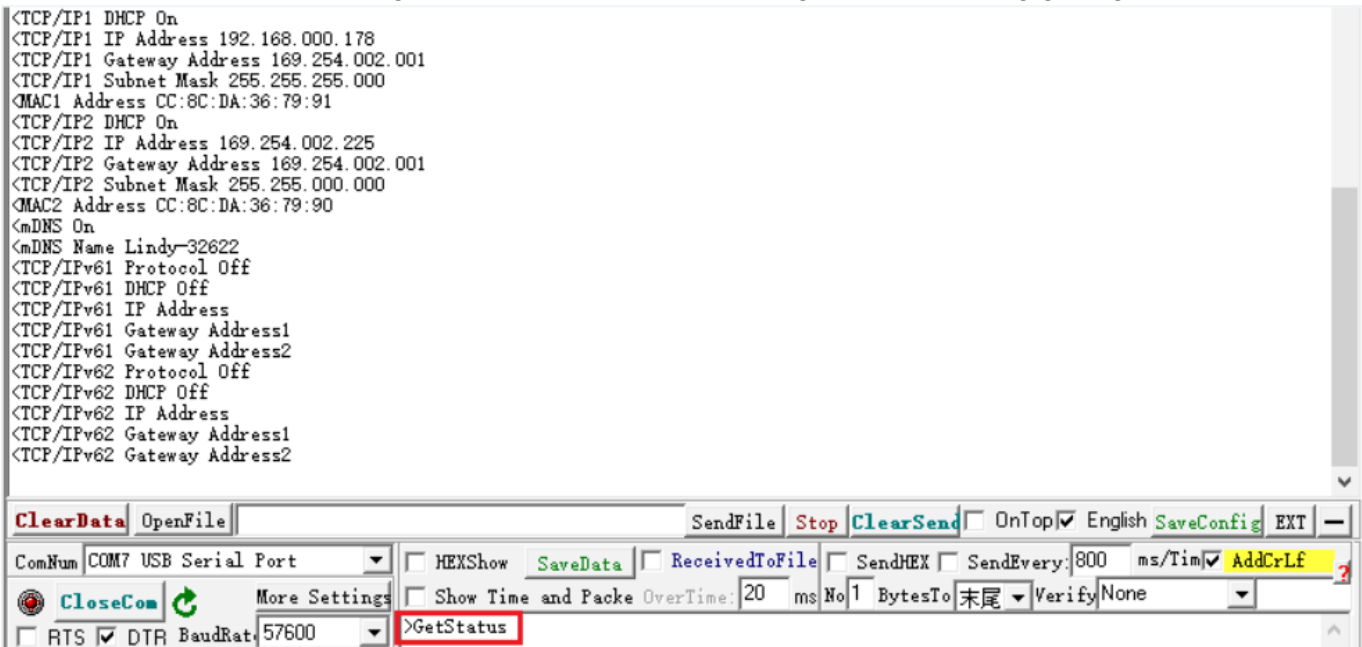 <TCP/IP1 DHCP On
<TCP/IP1 IP Address 192.168.000.178
<TCP/IP1 Gateway Address 169.254.002.001
<TCP/IP1 Subnet Mask 255.255.255.000
<MAC1 Address CC:8C:DA:36:79:91
<TCP/IP2 DHCP On
<TCP/IP2 IP Address 169.254.002.225
<TCP/IP2 Gateway Address 169.254.002.001
<TCP/IP2 Subnet Mask 255.255.000.000
<MAC2 Address CC:8C:DA:36:79:90
<mDNS On
<mDNS Name Lindy-32622
<TCP/IPv61 Protocol Off
<TCP/IPv61 DHCP Off
<TCP/IPv61 IP Address
<TCP/IPv61 Gateway Address1
<TCP/IPv61 Gateway Address2
<TCP/IPv62 Protocol Off
<TCP/IPv62 DHCP Off
<TCP/IPv62 IP Address
<TCP/IPv62 Gateway Address1
<TCP/IPv62 Gateway Address2
ClearData OpenFile SendFile Stop ClearSend OnTop English SaveConfig EXT —
ComNum COM7 USB Serial Port HEXShow SaveData ReceivedToFile SendHEX SendEvery: 800 ms/Tim AddCrLf ?
CloseCom More Settings Show Time and Packe OverTime: 20 ms No 1 BytesTo 末尾 Verify None
RTS DTR BaudRat 57600 >GetStatus